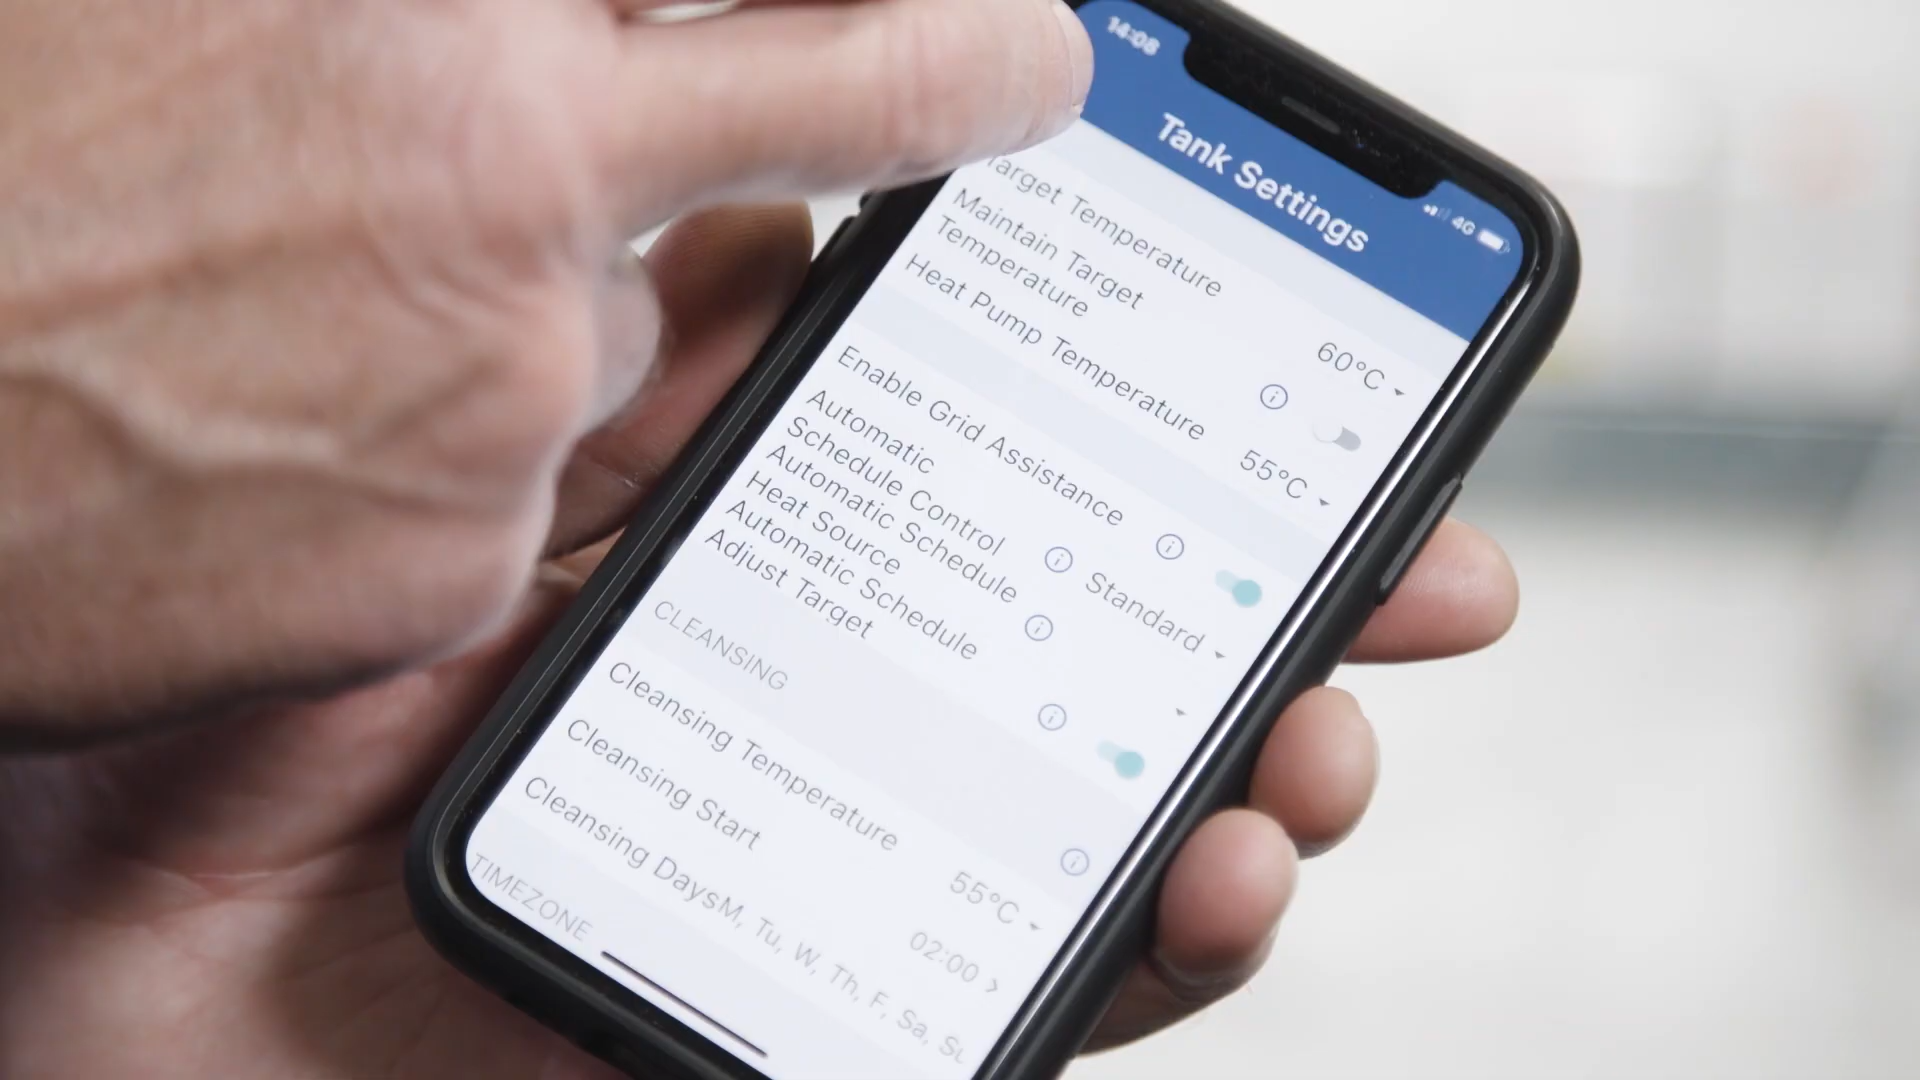 14:08
4G
Tank Settings
Target Temperature
60°C
Maintain Target
Temperature
Heat Pump Temperature
55°C
Enable Grid Assistance
Automatic
Schedule Control
Standard
Automatic Schedule
Heat Source
Automatic Schedule
Adjust Target
CLEANSING
Cleansing Temperature
55°C
Cleansing Start
02:00
Cleansing DaysM, Tu, W, Th, F, Sa, Su
TIMEZONE